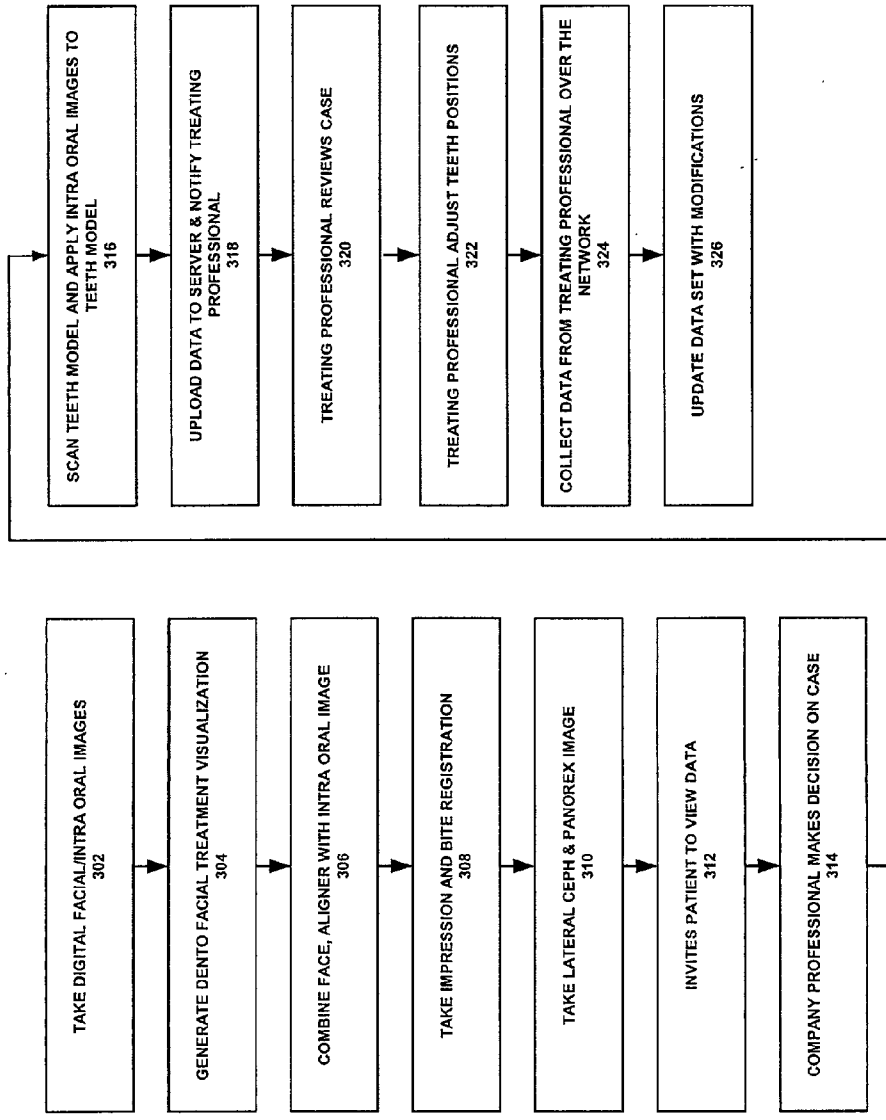 TAKE DIGITAL FACIAL/INTRA ORAL IMAGES
302
GENERATE DENTO FACIAL TREATMENT VISUALIZATION
304
COMBINE FACE, ALIGNER WITH INTRA ORAL IMAGE
306
TAKE IMPRESSION AND BITE REGISTRATION
308
TAKE LATERAL CEPH & PANOREX IMAGE
310
INVITES PATIENT TO VIEW DATA
312
COMPANY PROFESSIONAL MAKES DECISION ON CASE
314
SCAN TEETH MODEL AND APPLY INTRA ORAL IMAGES TO
TEETH MODEL
316
UPLOAD DATA TO SERVER & NOTIFY TREATING
PROFESSIONAL
318
TREATING PROFESSIONAL REVIEWS CASE
320
TREATING PROFESSIONAL ADJUST TEETH POSITIONS
322
COLLECT DATA FROM TREATING PROFESSIONAL OVER THE
NETWORK
324
UPDATE DATA SET WITH MODIFICATIONS
326